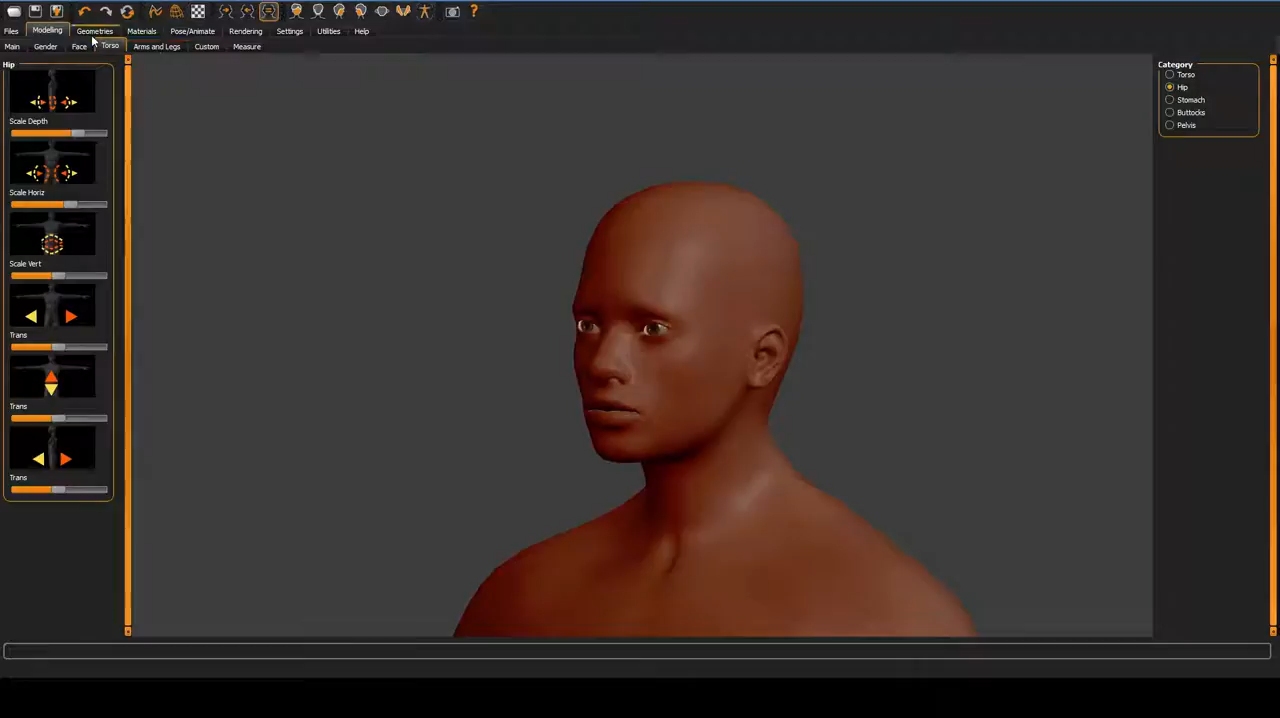 Files Modelling Geometries Materials Pose/Animate Rendering Settings Utilities Help
Main Gender Face Torso Arms and Legs Custom Measure
Hip
Scale Depth
Scale Horiz
Scale Vert
Trans
Trans
Trans
Category
Torso
Hip
Stomach
Buttocks
Pelvis